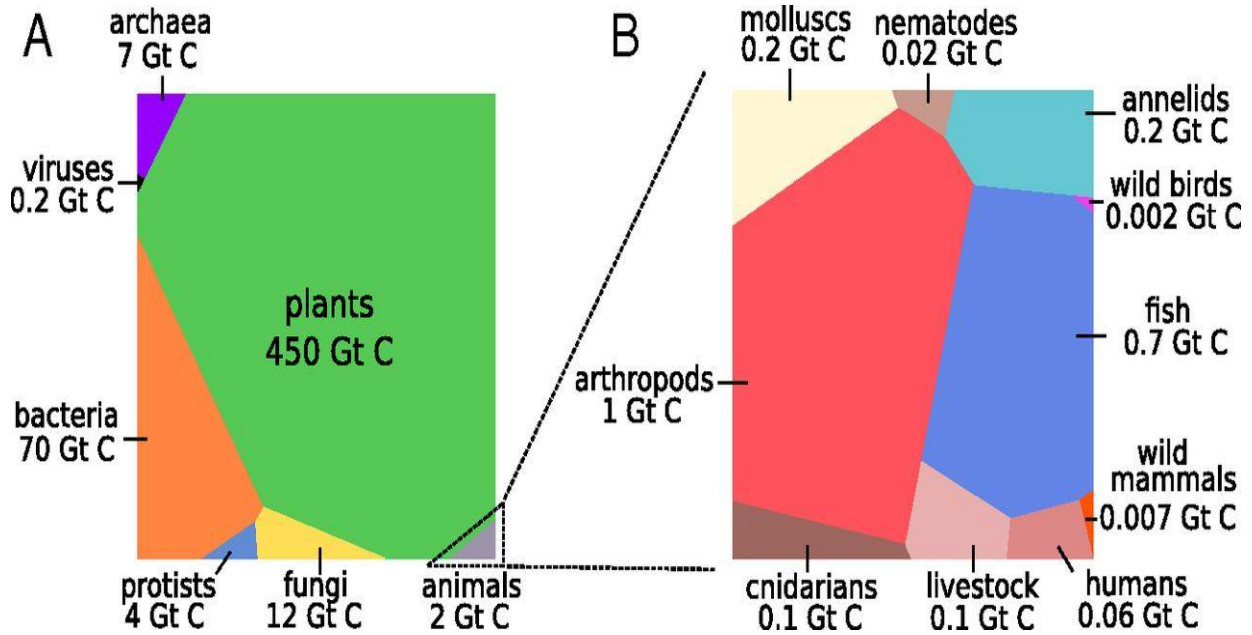 A
archaea
7 Gt C
viruses
0.2 Gt C
plants
450 Gt C
bacteria
70 Gt C
protists
4 Gt C
fungi
12 Gt C
animals
2 Gt C
B
molluscs
0.2 Gt C
nematodes
0.02 Gt C
annelids
0.2 Gt C
wild birds
0.002 Gt C
fish
0.7 Gt C
arthropods
1 Gt C
wild
mammals
0.007 Gt C
cnidarians
0.1 Gt C
livestock
0.1 Gt C
humans
0.06 Gt C